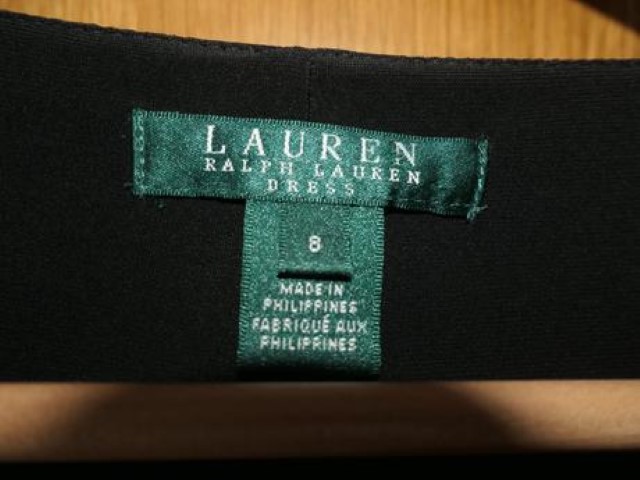 LAUREN
RALPH LAUREN
DRESS
8
MADE IN
PHILIPPINES
FABRIQUÉ AUX
PHILIPPINES